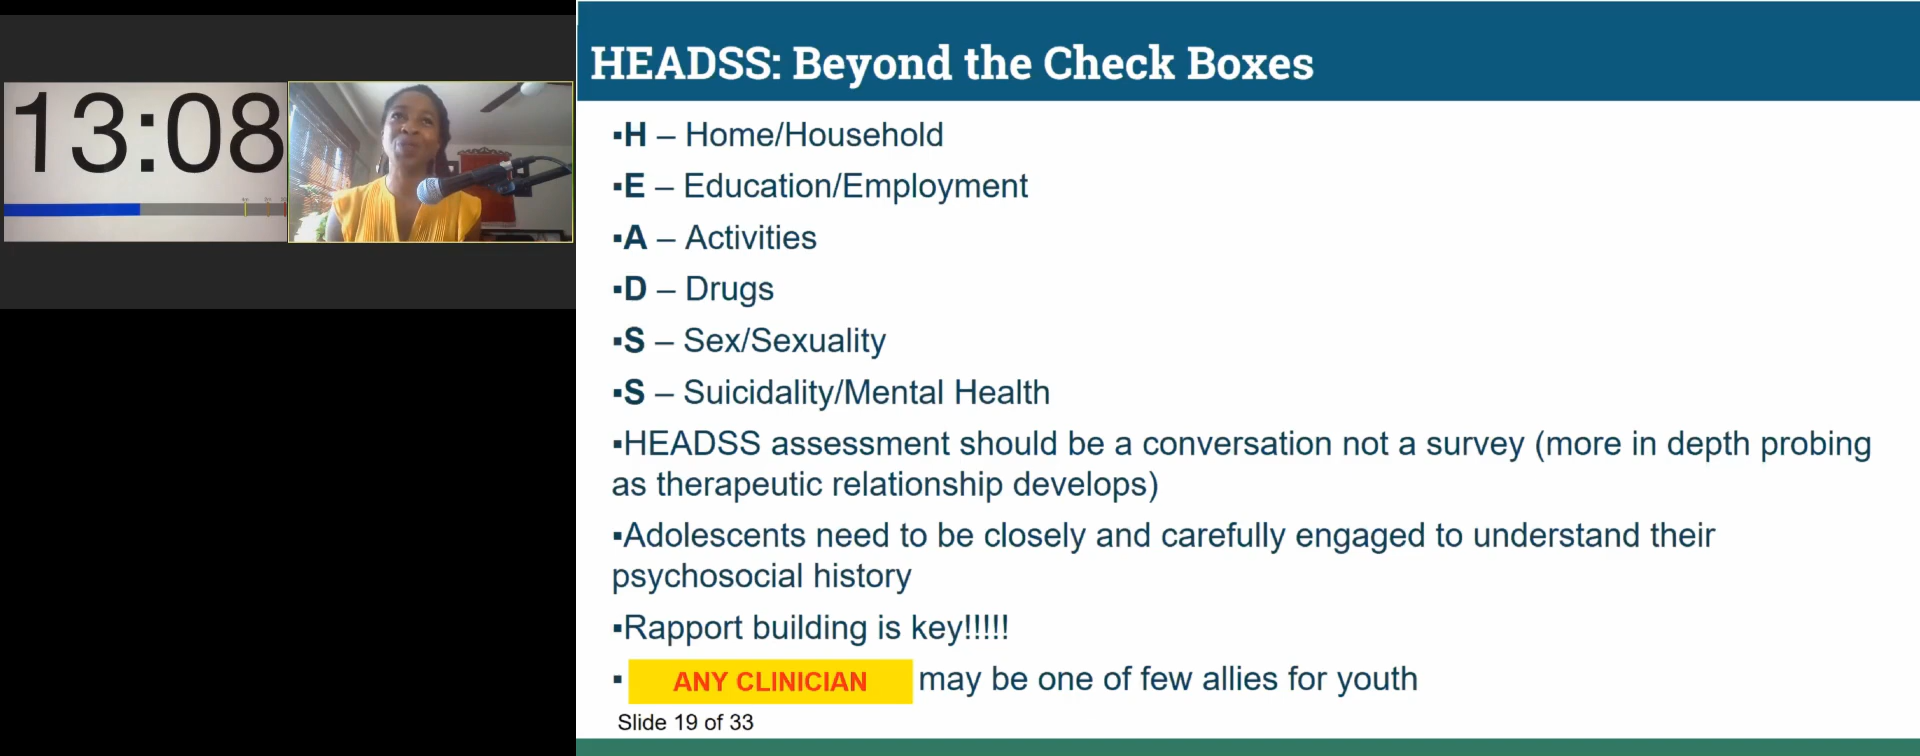 13:08
HEADSS: Beyond the Check Boxes
▪H – Home/Household
▪E – Education/Employment
▪A – Activities
▪D – Drugs
▪S – Sex/Sexuality
▪S – Suicidality/Mental Health
▪HEADSS assessment should be a conversation not a survey (more in depth probing
as therapeutic relationship develops)
▪Adolescents need to be closely and carefully engaged to understand their
psychosocial history
▪Rapport building is key!!!!!
▪ ANY CLINICIAN may be one of few allies for youth
Slide 19 of 33